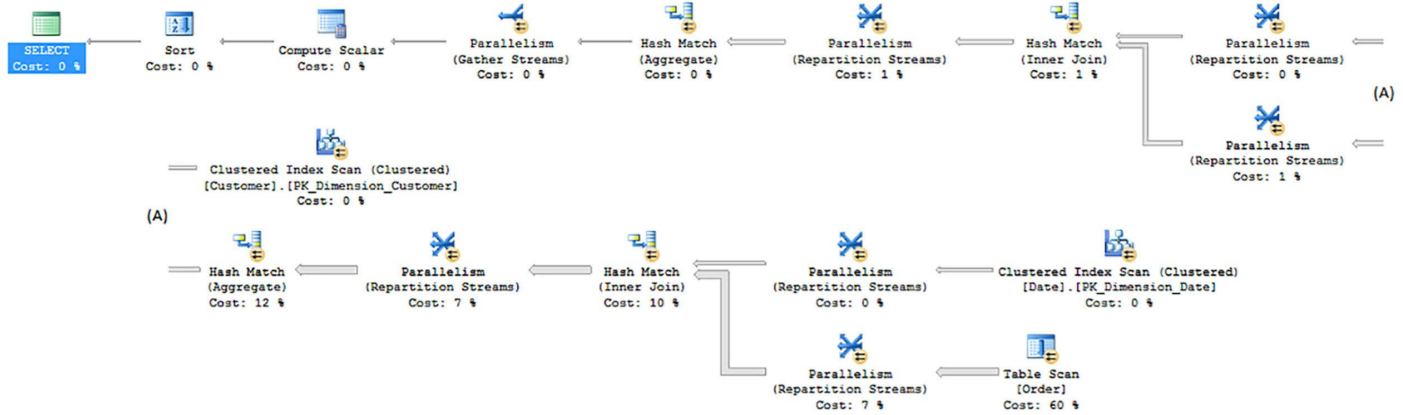 SELECT
Cost: 0 %
Sort
Cost: 0 %
Compute Scalar
Cost: 0 %
Parallelism
(Gather Streams)
Cost: 0 %
Hash Match
(Aggregate)
Cost: 0 %
Parallelism
(Repartition Streams)
Cost: 1 %
Hash Match
(Inner Join)
Cost: 1 %
Parallelism
(Repartition Streams)
Cost: 0 %
(A)
Parallelism
(Repartition Streams)
Cost: 1 %
Clustered Index Scan (Clustered)
[Customer].[PK_Dimension_Customer]
Cost: 0 %
(A)
Hash Match
(Aggregate)
Cost: 12 %
Parallelism
(Repartition Streams)
Cost: 7 %
Hash Match
(Inner Join)
Cost: 10 %
Parallelism
(Repartition Streams)
Cost: 0 %
Clustered Index Scan (Clustered)
[Date].[PK_Dimension_Date]
Cost: 0 %
Parallelism
(Repartition Streams)
Cost: 7 %
Table Scan
[Order]
Cost: 60 %